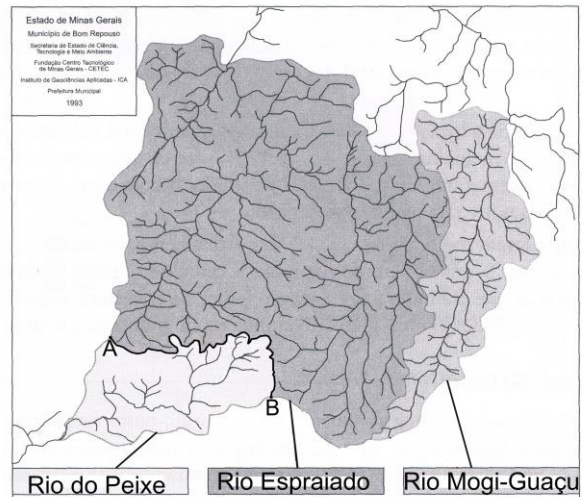 Estado de Minas Gerais
Município de Bom Repouso
Secretaria de Estado de Ciência,
Tecnologia e Meio Ambiente
Fundação Centro Tecnológico
de Minas Gerais - CETEC
Instituto de Geociências Aplicadas - ICA
Prefeitura Municipal
1993
A
B
Rio do Peixe
Rio Espraiado
Rio Mogi-Guaçu